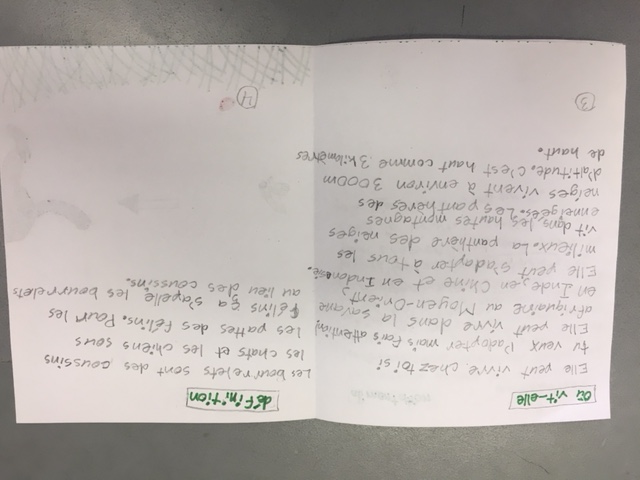 où vit-elle
Elle peut vivre chez toi si
tu veux l'adopter mais fais attention,
Elle peut vivre dans la savane
afriquaine au Moyen-Orient,
en Inde, en Chine et en Indonésie.
Elle peut s'adapter à tous les
milieux. La panthère des neiges
vit dans les hautes montagnes
enneigées. Les panthères des
neiges vivent à environ 3000m
d'altitude. C'est haut comme 3 kilomètres
de haut.
3
définition
Les bourrelets sont des coussins
les chats et les chiens sous
Les pattes des félins. Pour les
félins ça s'apelle les bourrelets
au lieu des coussins.
4